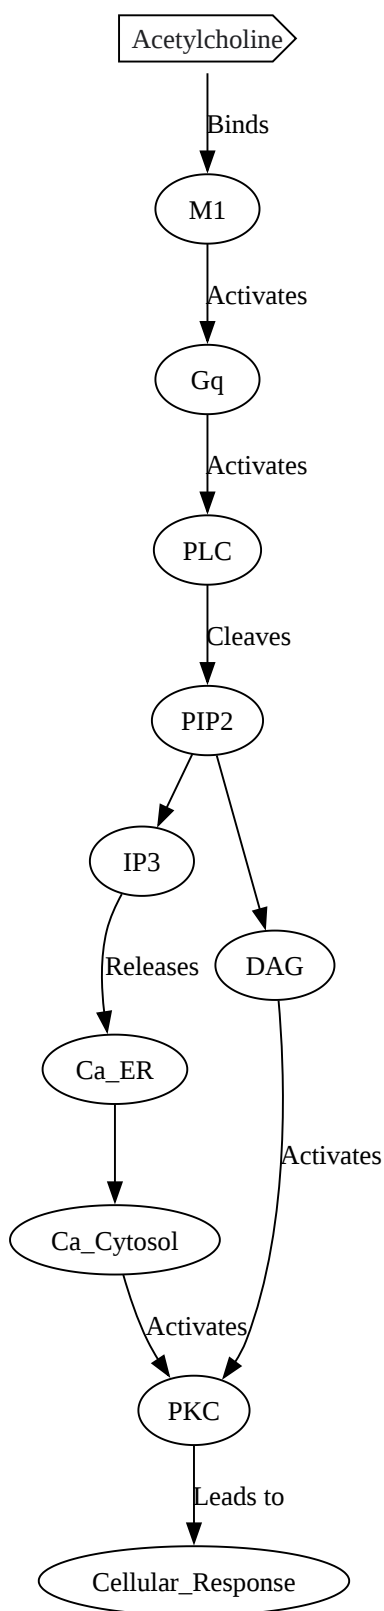 Acetylcholine
Binds
M1
Activates
Gq
Activates
PLC
Cleaves
PIP2
IP3
DAG
Releases
Ca_ER
Activates
Ca_Cytosol
Activates
PKC
Leads to
Cellular_Response